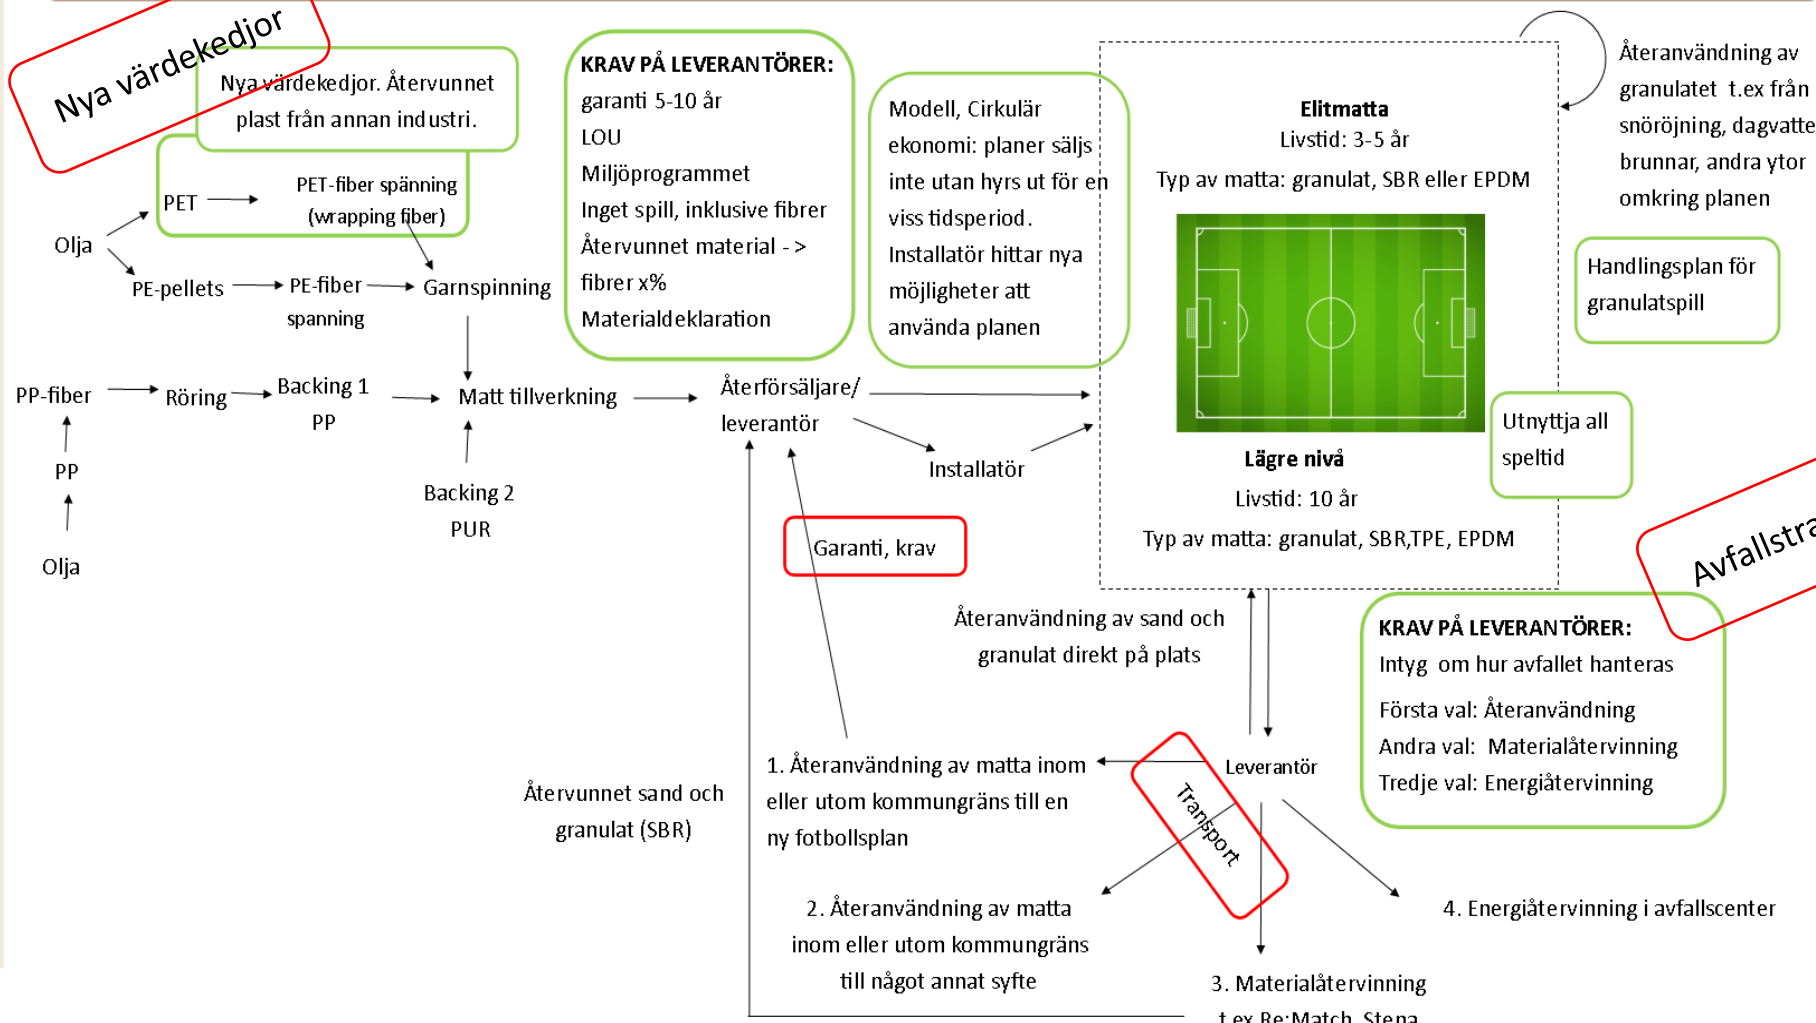 Nya värdekedjor
Nya värdekedjor. Återvunnet
plast från annan industri.
PET
PET-fiber spänning
(wrapping fiber)
Olja
PE-pellets
PE-fiber
spanning
Garnspinning
PP-fiber
Röring
Backing 1
PP
Matt tillverkning
PP
Olja
Backing 2
PUR
KRAV PÅ LEVERANTÖRER:
garanti 5-10 år
LOU
Miljöprogrammet
Inget spill, inklusive fibrer
Återvunnet material - >
fibrer x%
Materialdeklaration
Modell, Cirkulär
ekonomi: planer säljs
inte utan hyrs ut för en
viss tidsperiod.
Installatör hittar nya
möjligheter att
använda planen
Återförsäljare/
leverantör
Installatör
Garanti, krav
Elitmatta
Livstid: 3-5 år
Typ av matta: granulat, SBR eller EPDM
Lägre nivå
Livstid: 10 år
Typ av matta: granulat, SBR,TPE, EPDM
Återanvändning av
granulatet t.ex från
snöröjning, dagvatte
brunnar, andra ytor
omkring planen
Handlingsplan för
granulatspill
Utnyttja all
speltid
Avfallstra
KRAV PÅ LEVERANTÖRER:
Intyg om hur avfallet hanteras
Första val: Återanvändning
Andra val: Materialåtervinning
Tredje val: Energiåtervinning
Återanvändning av sand och
granulat direkt på plats
Leverantör
Transport
Återvunnet sand och
granulat (SBR)
1. Återanvändning av matta inom
eller utom kommungräns till en
ny fotbollsplan
2. Återanvändning av matta
inom eller utom kommungräns
till något annat syfte
3. Materialåtervinning
t.ex Re:Match, Stena
4. Energiåtervinning i avfallscenter